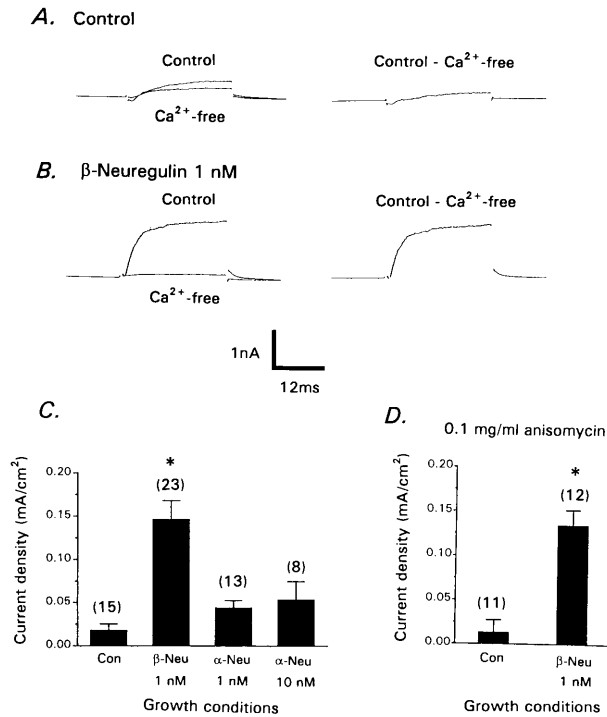 A. Control
Control
Control - Ca²⁺-free
Ca²⁺-free
B. β-Neuregulin 1 nM
Control
Control - Ca²⁺-free
Ca²⁺-free
1nA
12ms
C.
Current density (mA/cm²)
0.20
0.15
0.10
0.05
0.00
(15)
*
(23)
(13)
(8)
Con
β-Neu
1 nM
α-Neu
1 nM
α-Neu
10 nM
Growth conditions
D.
0.1 mg/ml anisomycin
Current density (mA/cm²)
0.20
0.15
0.10
0.05
0.00
(11)
*
(12)
Con
β-Neu
1 nM
Growth conditions